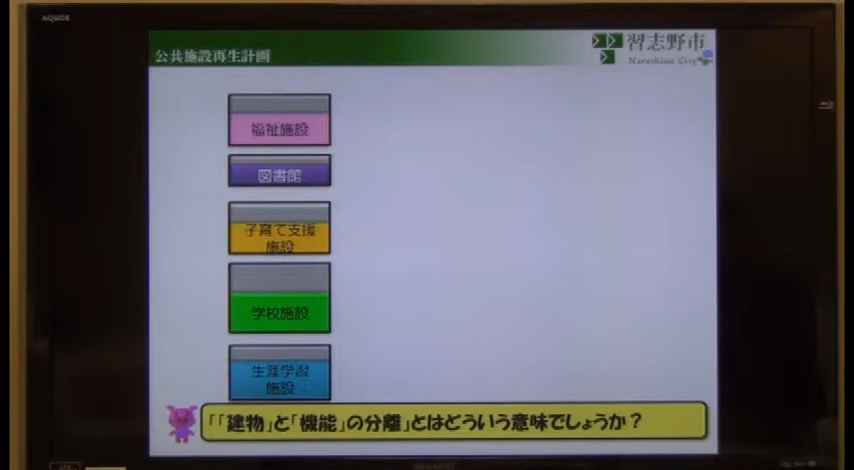 AQUOS
公共施設再生計画
習志野市
Narashino City
福祉施設
図書館
子育て支援
施設
学校施設
生涯学習
施設
「「建物」と「機能」の分離」とはどういう意味でしょうか？